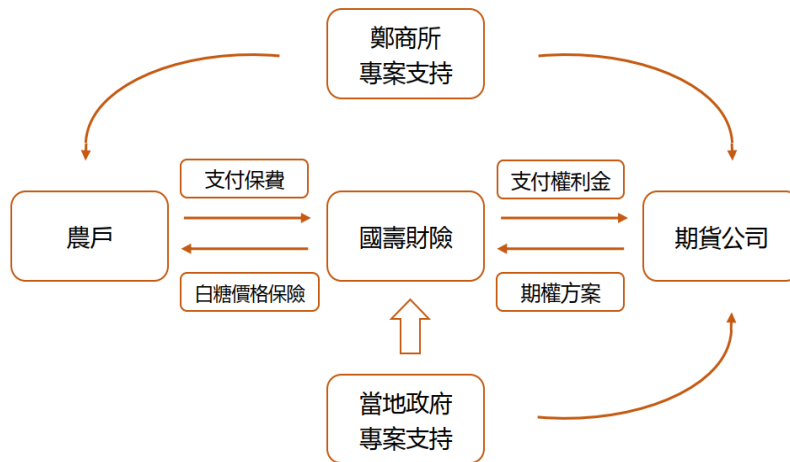 鄭商所
專案支持
支付保費
支付權利金
農戶
國壽財險
期貨公司
白糖價格保險
期權方案
當地政府
專案支持